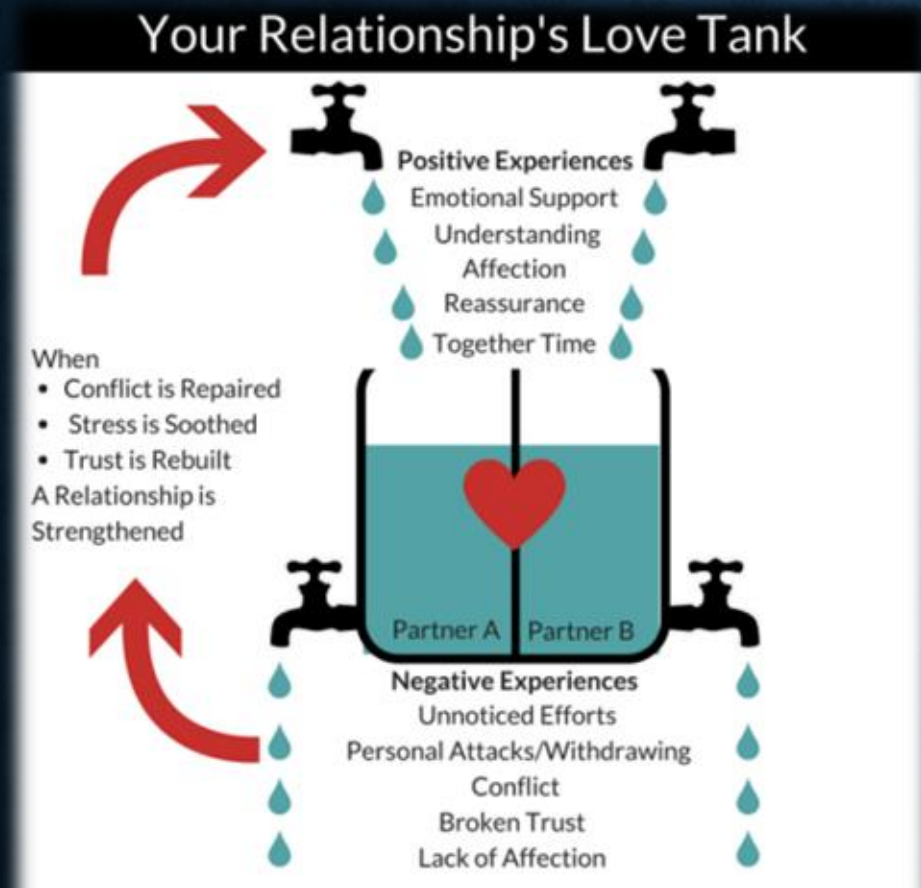 Your Relationship's Love Tank
Positive Experiences
Emotional Support
Understanding
Affection
Reassurance
Together Time
When
• Conflict is Repaired
• Stress is Soothed
• Trust is Rebuilt
A Relationship is
Strengthened
Partner A
Partner B
Negative Experiences
Unnoticed Efforts
Personal Attacks/Withdrawing
Conflict
Broken Trust
Lack of Affection